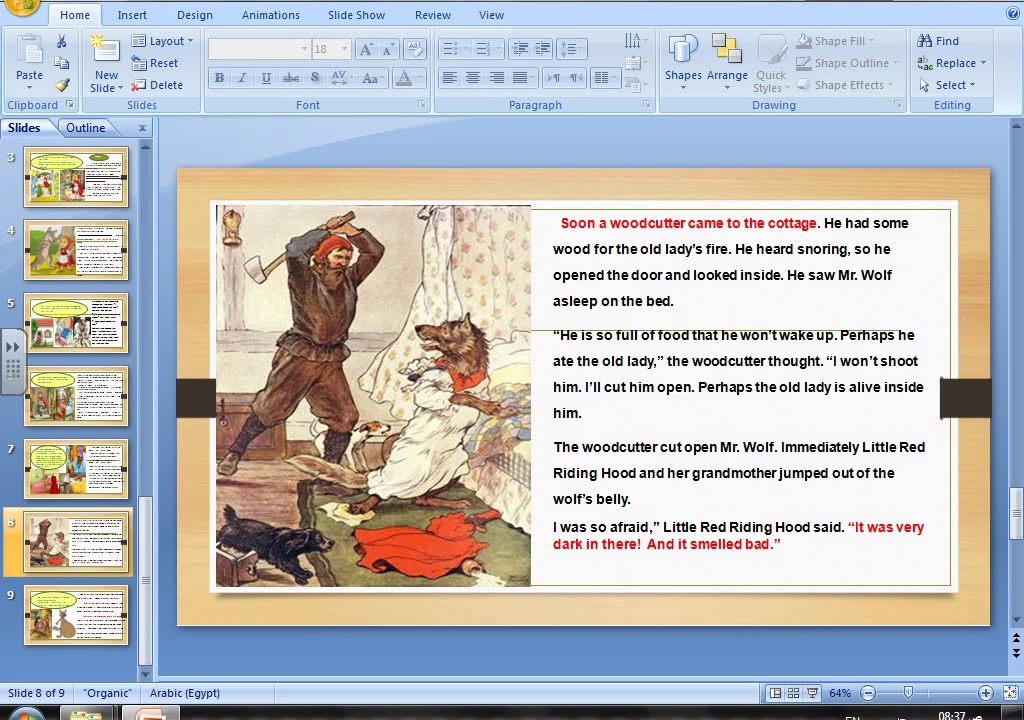 Home Insert Design Animations Slide Show Review View
Paste
Clipboard
New Slide
Layout
Reset
Delete
Slides
18
B I U abc S AV Aa A
Font
Paragraph
Shapes
Arrange
Quick Styles
Shape Fill
Shape Outline
Shape Effects
Drawing
Find
Replace
Select
Editing
Slides Outline x
3
4
5
7
8
9
Soon a woodcutter came to the cottage. He had some
wood for the old lady's fire. He heard snoring, so he
opened the door and looked inside. He saw Mr. Wolf
asleep on the bed.
“He is so full of food that he won’t wake up. Perhaps he
ate the old lady,” the woodcutter thought. “I won’t shoot
him. I’ll cut him open. Perhaps the old lady is alive inside
him.
The woodcutter cut open Mr. Wolf. Immediately Little Red
Riding Hood and her grandmother jumped out of the
wolf’s belly.
I was so afraid,” Little Red Riding Hood said. “It was very
dark in there! And it smelled bad.”
Slide 8 of 9 "Organic" Arabic (Egypt) 64%
EN 08:37